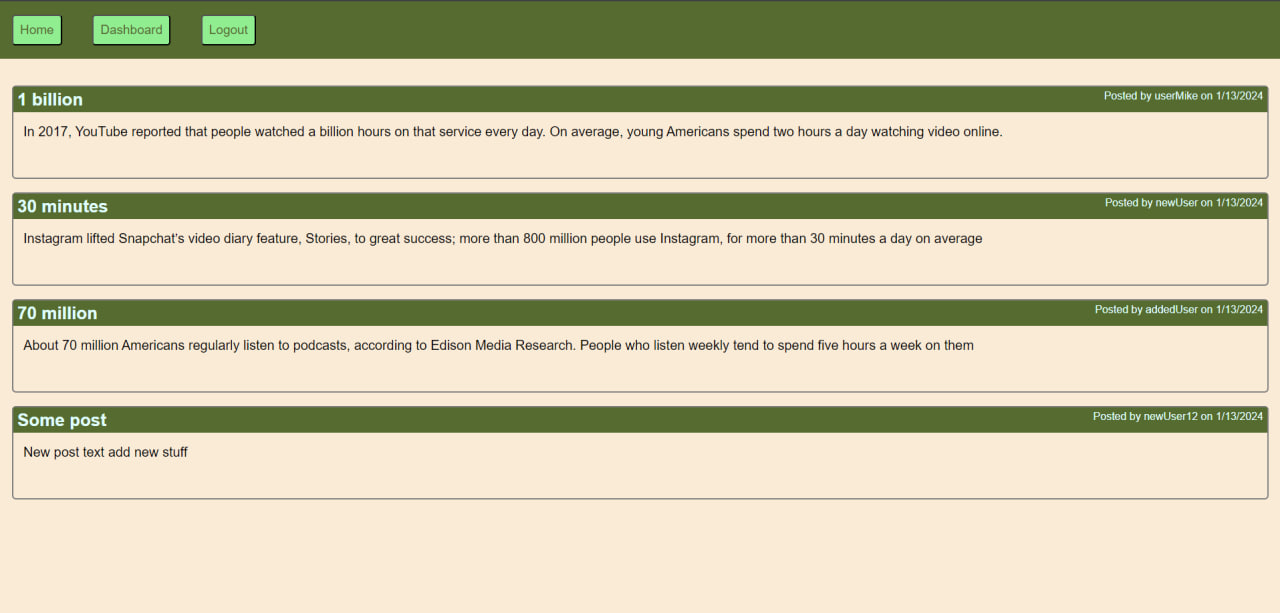 Home Dashboard Logout
1 billion Posted by userMike on 1/13/2024
In 2017, YouTube reported that people watched a billion hours on that service every day. On average, young Americans spend two hours a day watching video online.
30 minutes Posted by newUser on 1/13/2024
Instagram lifted Snapchat's video diary feature, Stories, to great success; more than 800 million people use Instagram, for more than 30 minutes a day on average
70 million Posted by addedUser on 1/13/2024
About 70 million Americans regularly listen to podcasts, according to Edison Media Research. People who listen weekly tend to spend five hours a week on them
Some post Posted by newUser12 on 1/13/2024
New post text add new stuff